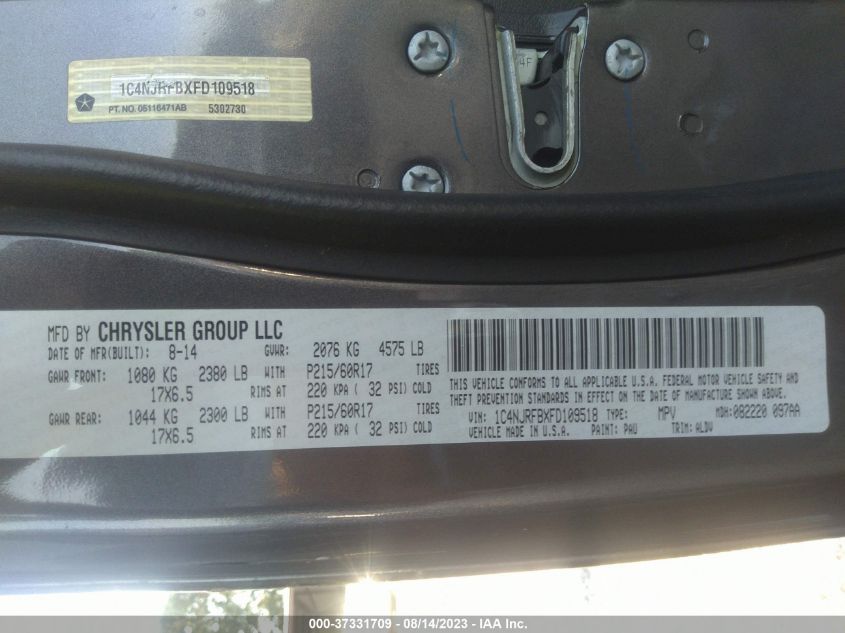 4F
1C4NJRFBXFD109518
PT. NO. 05116471AB 5302730
MFD BY CHRYSLER GROUP LLC
DATE OF MFR(BUILT): 8-14 GVWR: 2076 KG 4575 LB
GAWR FRONT: 1080 KG 2380 LB WITH P215/60R17 TIRES
17X6.5 RIMS AT 220 KPA ( 32 PSI) COLD
GAWR REAR: 1044 KG 2300 LB WITH P215/60R17 TIRES
17X6.5 RIMS AT 220 KPA ( 32 PSI) COLD
THIS VEHICLE CONFORMS TO ALL APPLICABLE U.S.A. FEDERAL MOTOR VEHICLE SAFETY AND
THEFT PREVENTION STANDARDS IN EFFECT ON THE DATE OF MANUFACTURE SHOWN ABOVE.
VIN: 1C4NJRFBXFD109518 TYPE: MPV MDH: 082220 097AA
VEHICLE MADE IN U.S.A. PAINT: PAU TRIM: ALDV
000-37331709 - 08/14/2023 - IAA Inc.